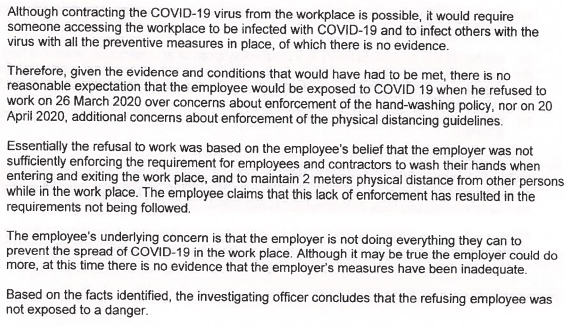 Although contracting the COVID-19 virus from the workplace is possible, it would require
someone accessing the workplace to be infected with COVID-19 and to infect others with the
virus with all the preventive measures in place, of which there is no evidence.
Therefore, given the evidence and conditions that would have had to be met, there is no
reasonable expectation that the employee would be exposed to COVID 19 when he refused to
work on 26 March 2020 over concerns about enforcement of the hand-washing policy, nor on 20
April 2020, additional concerns about enforcement of the physical distancing guidelines.
Essentially the refusal to work was based on the employee's belief that the employer was not
sufficiently enforcing the requirement for employees and contractors to wash their hands when
entering and exiting the work place, and to maintain 2 meters physical distance from other persons
while in the work place. The employee claims that this lack of enforcement has resulted in the
requirements not being followed.
The employee's underlying concern is that the employer is not doing everything they can to
prevent the spread of COVID-19 in the work place. Although it may be true the employer could do
more, at this time there is no evidence that the employer's measures have been inadequate.
Based on the facts identified, the investigating officer concludes that the refusing employee was
not exposed to a danger.